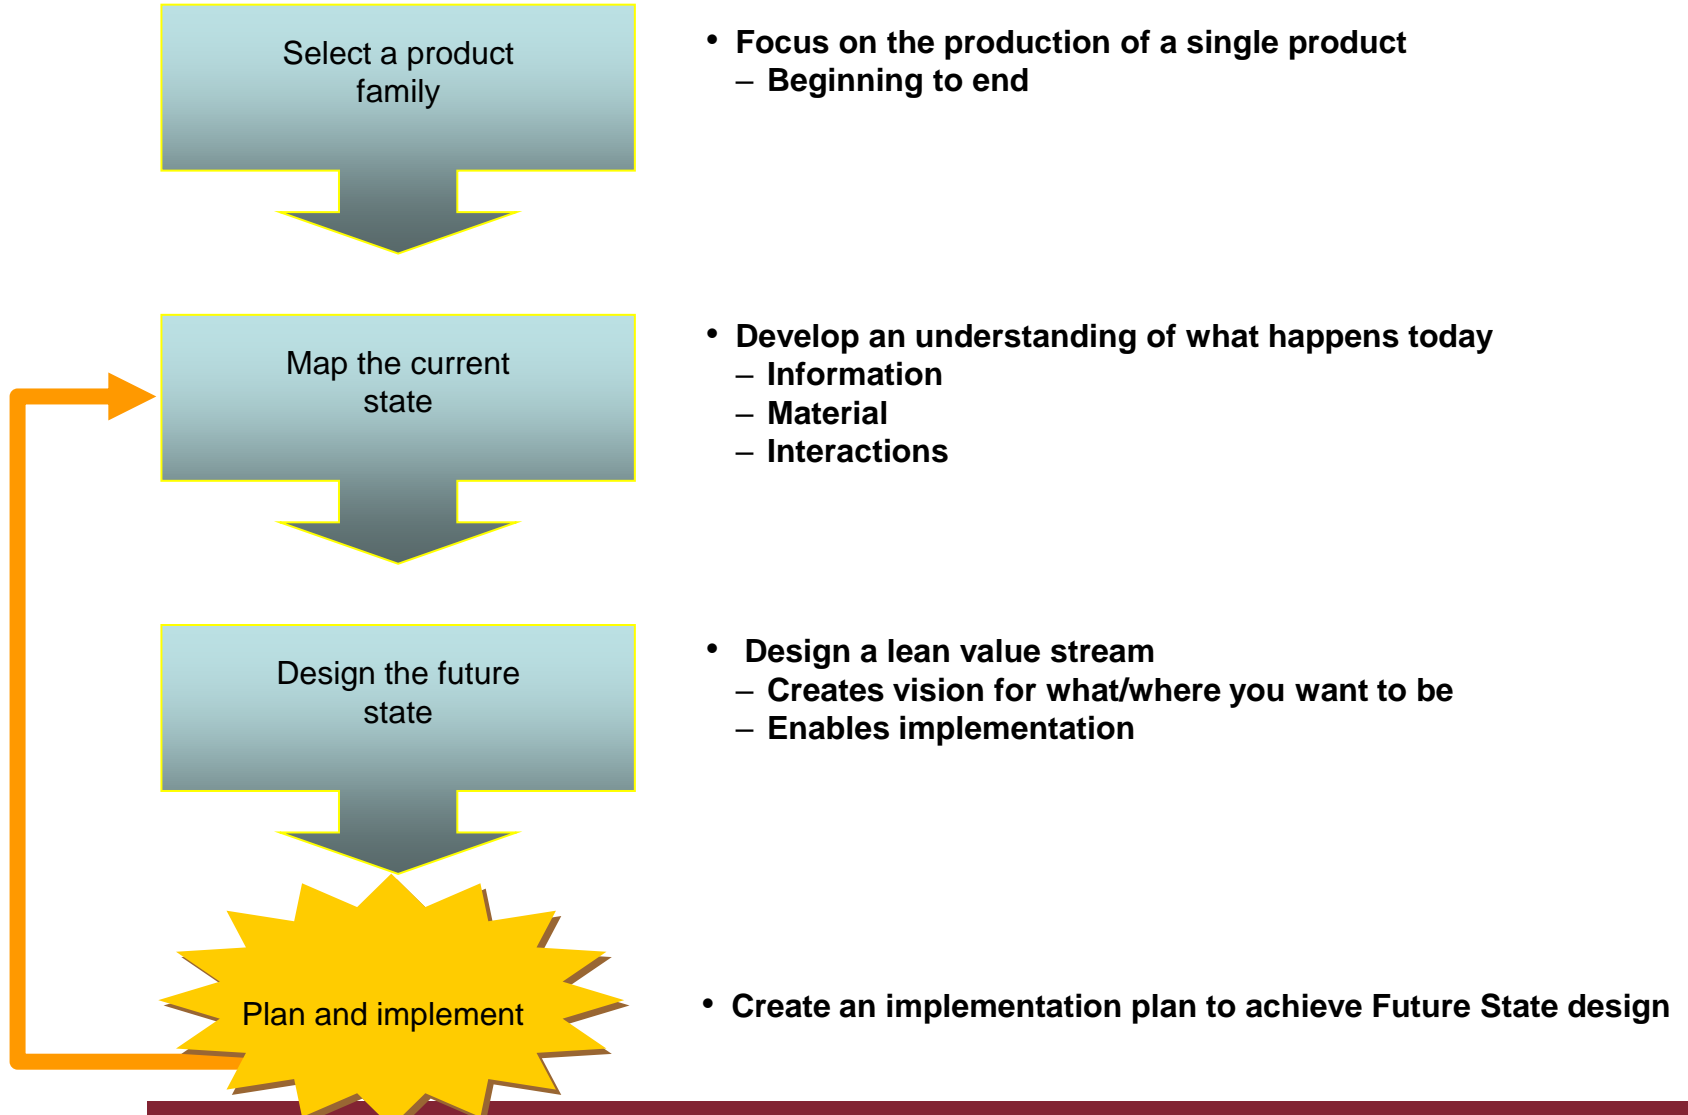 Select a product
family
• Focus on the production of a single product
– Beginning to end
Map the current
state
• Develop an understanding of what happens today
– Information
– Material
– Interactions
Design the future
state
• Design a lean value stream
– Creates vision for what/where you want to be
– Enables implementation
Plan and implement
• Create an implementation plan to achieve Future State design